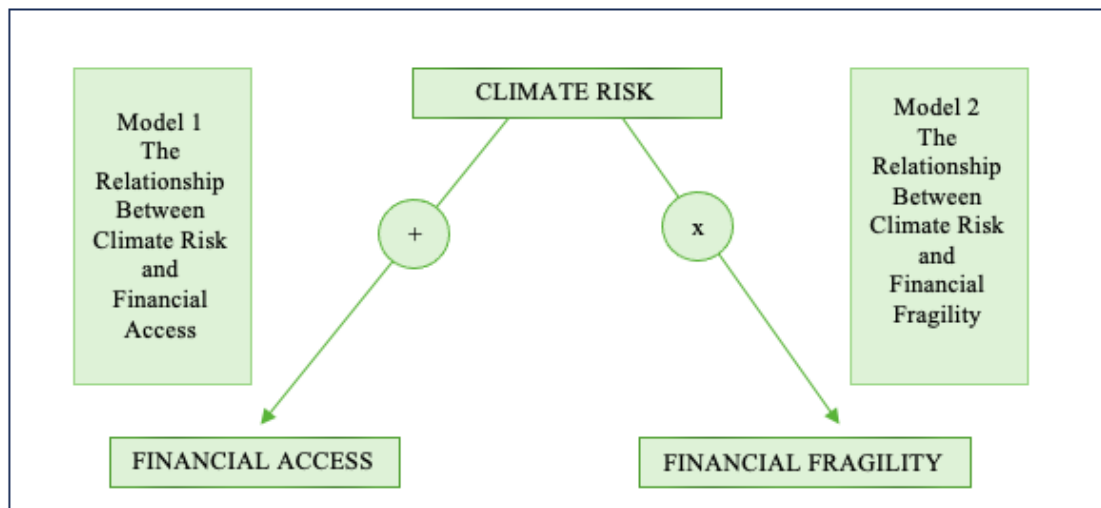 CLIMATE RISK
Model 1
The
Relationship
Between
Climate Risk
and
Financial
Access
Model 2
The
Relationship
Between
Climate Risk
and
Financial
Fragility
+
x
FINANCIAL ACCESS
FINANCIAL FRAGILITY